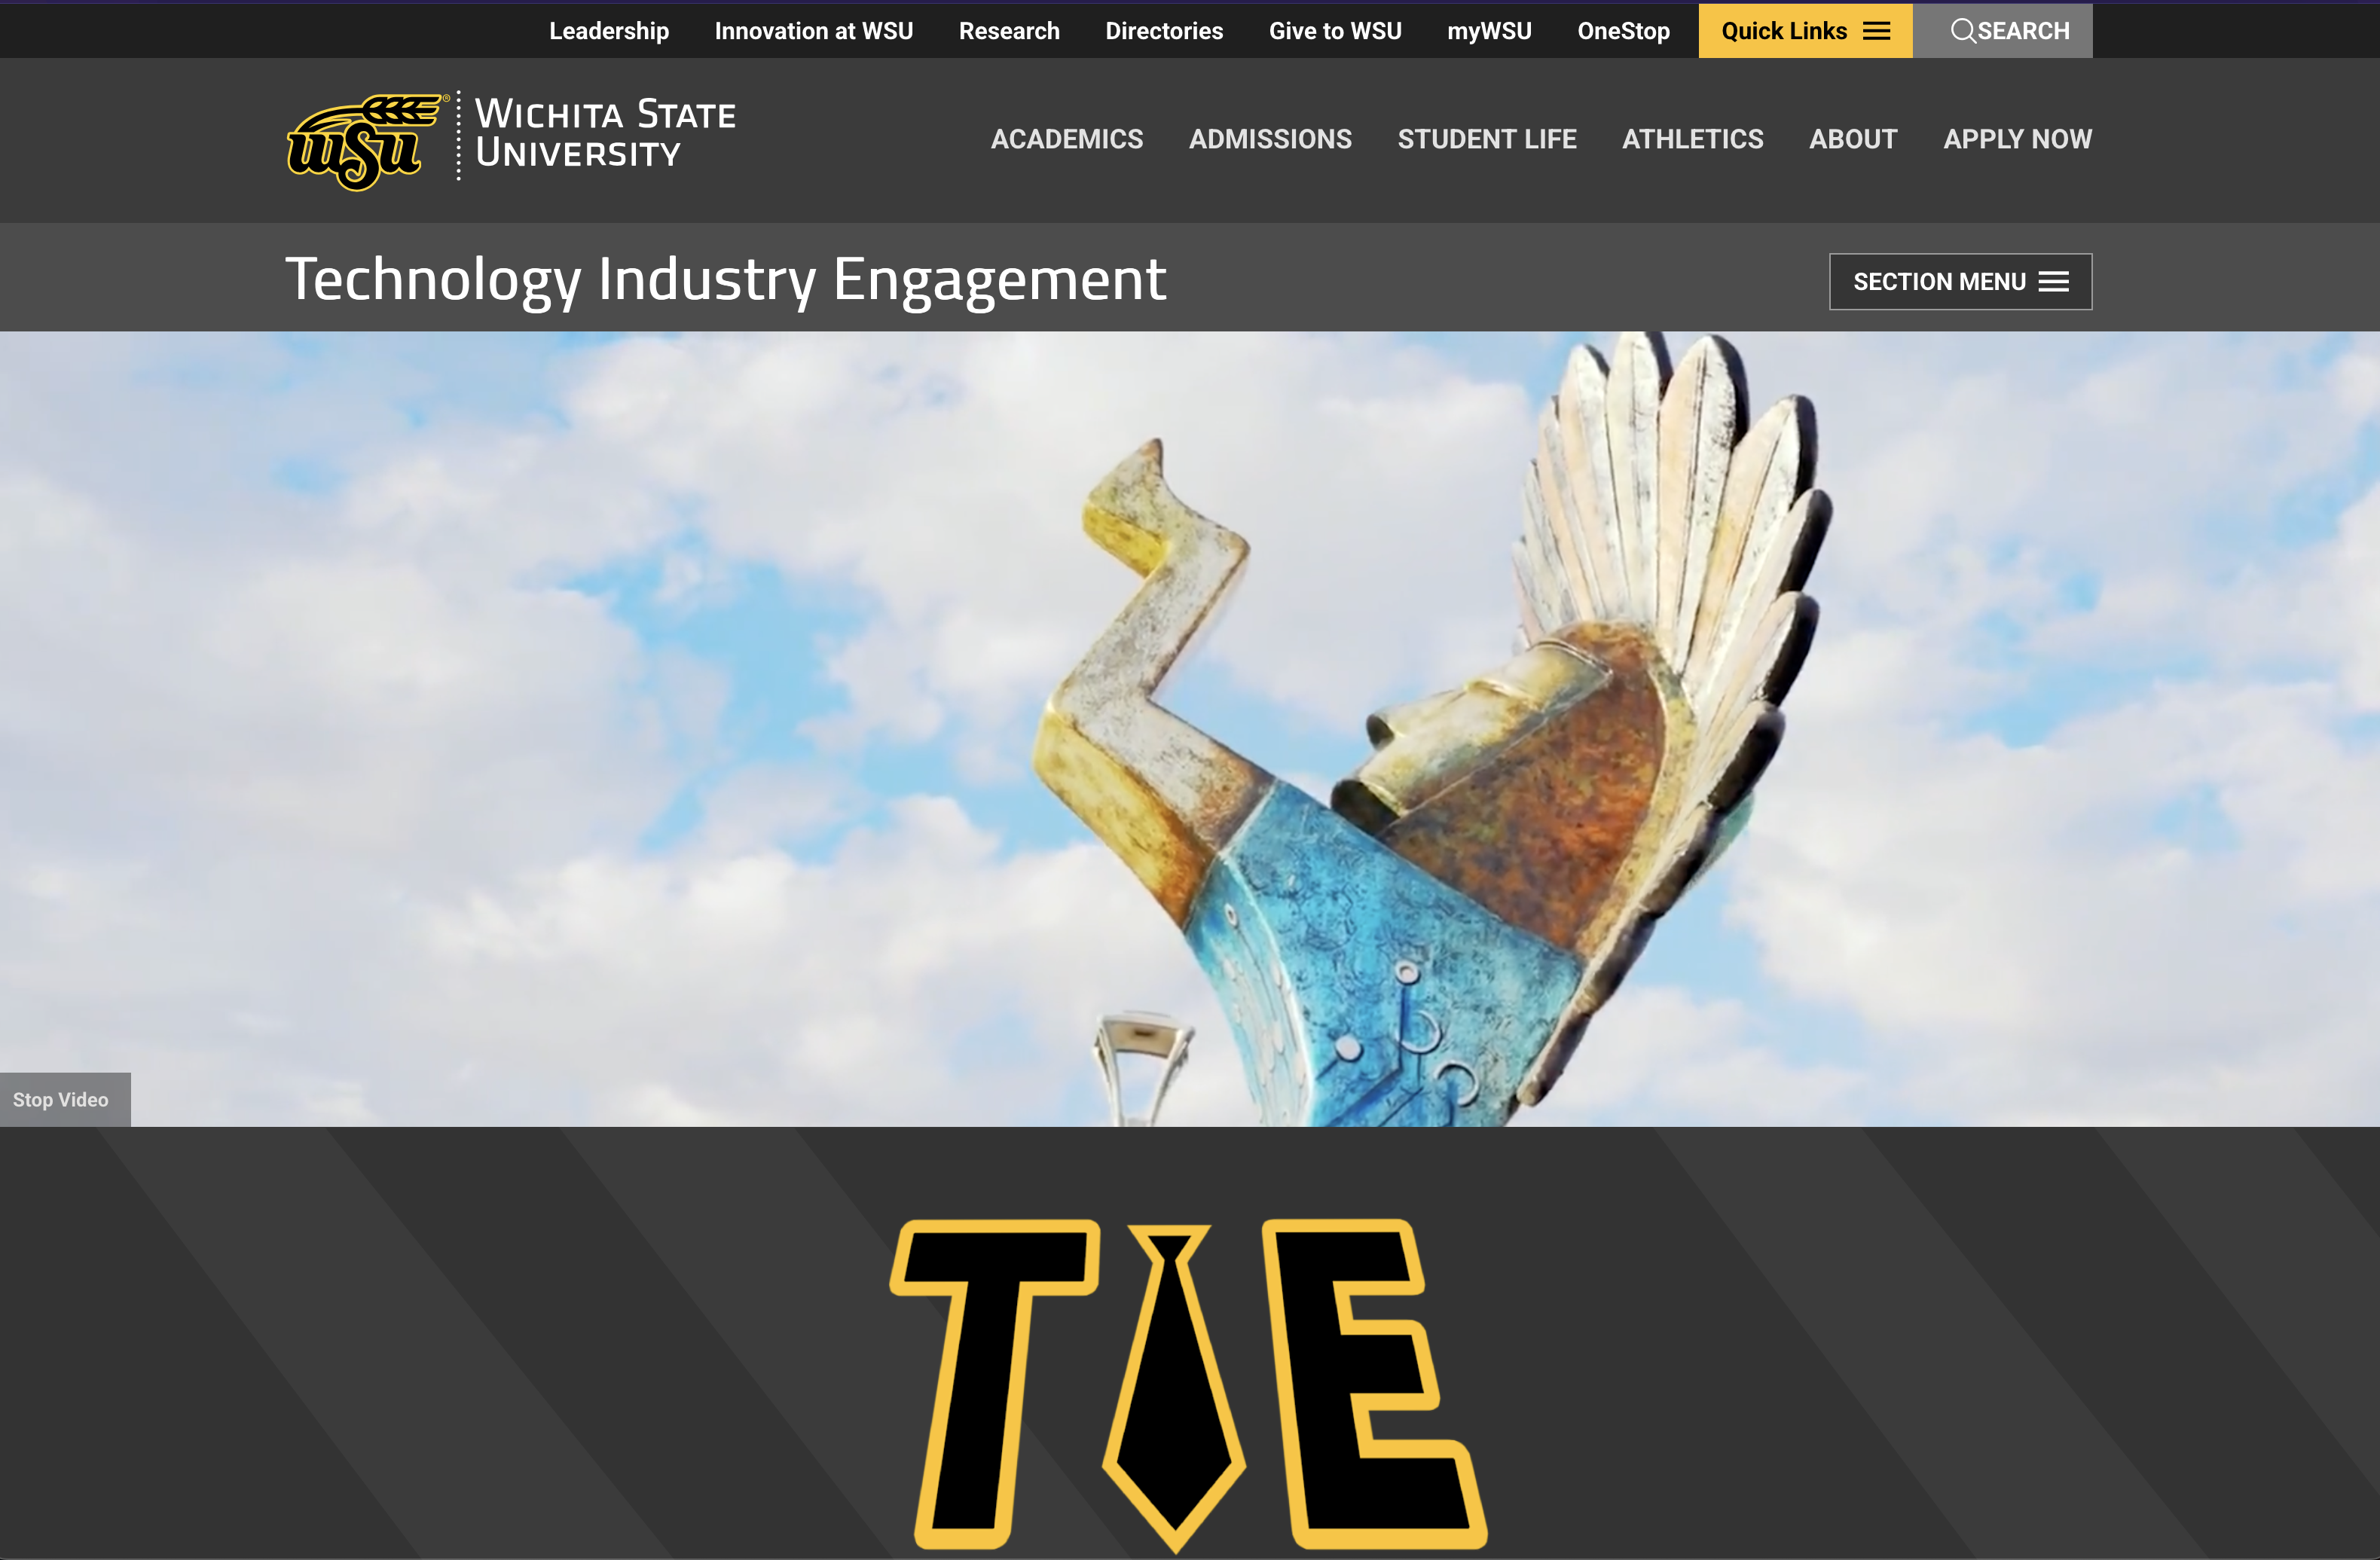 Leadership Innovation at WSU Research Directories Give to WSU myWSU OneStop Quick Links SEARCH
WSU® WICHITA STATE
UNIVERSITY
ACADEMICS ADMISSIONS STUDENT LIFE ATHLETICS ABOUT APPLY NOW
Technology Industry Engagement SECTION MENU
Stop Video
TIE